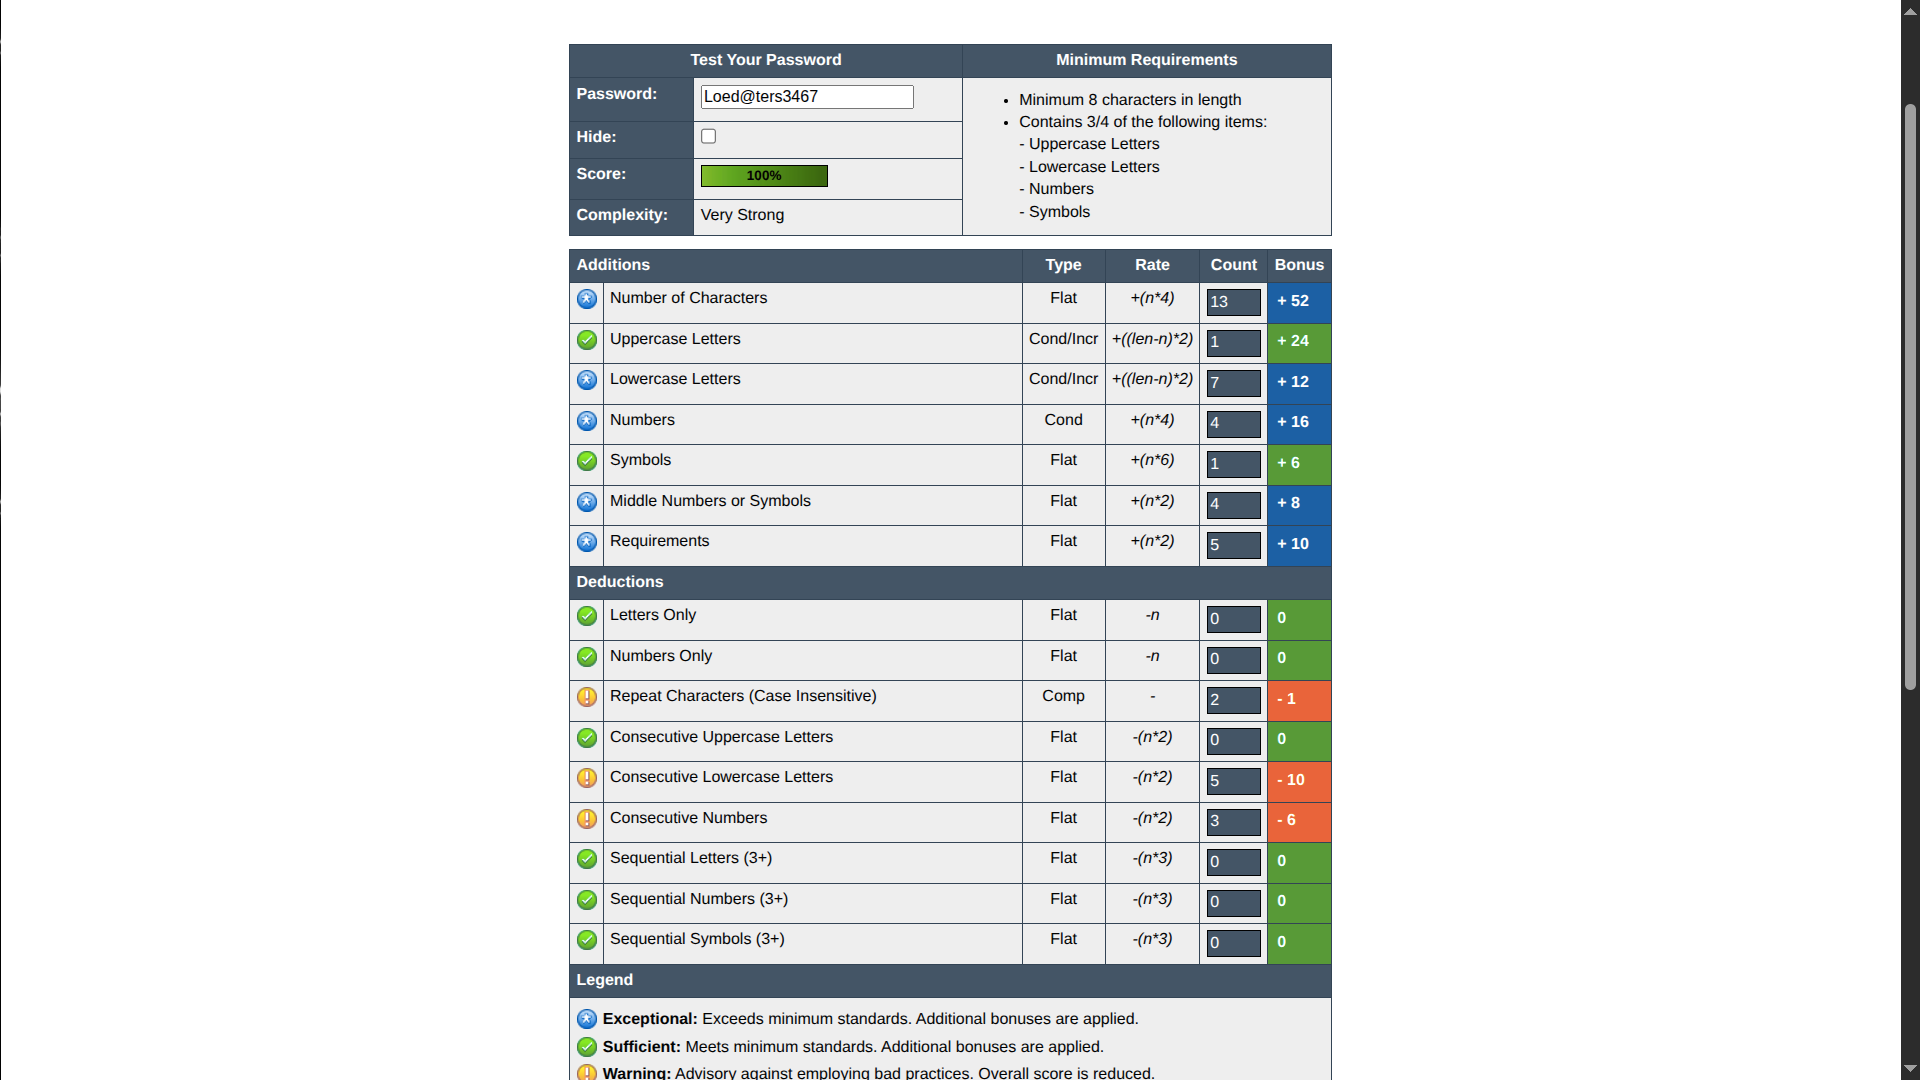 Test Your Password Minimum Requirements
Password: Loed@ters3467
Hide:
Score: 100%
Complexity: Very Strong
• Minimum 8 characters in length
• Contains 3/4 of the following items:
- Uppercase Letters
- Lowercase Letters
- Numbers
- Symbols
Additions Type Rate Count Bonus
Number of Characters Flat +(n*4) 13 + 52
Uppercase Letters Cond/Incr +((len-n)*2) 1 + 24
Lowercase Letters Cond/Incr +((len-n)*2) 7 + 12
Numbers Cond +(n*4) 4 + 16
Symbols Flat +(n*6) 1 + 6
Middle Numbers or Symbols Flat +(n*2) 4 + 8
Requirements Flat +(n*2) 5 + 10
Deductions
Letters Only Flat -n 0 0
Numbers Only Flat -n 0 0
Repeat Characters (Case Insensitive) Comp - 2 - 1
Consecutive Uppercase Letters Flat -(n*2) 0 0
Consecutive Lowercase Letters Flat -(n*2) 5 - 10
Consecutive Numbers Flat -(n*2) 3 - 6
Sequential Letters (3+) Flat -(n*3) 0 0
Sequential Numbers (3+) Flat -(n*3) 0 0
Sequential Symbols (3+) Flat -(n*3) 0 0
Legend
Exceptional: Exceeds minimum standards. Additional bonuses are applied.
Sufficient: Meets minimum standards. Additional bonuses are applied.
Warning: Advisory against employing bad practices. Overall score is reduced.